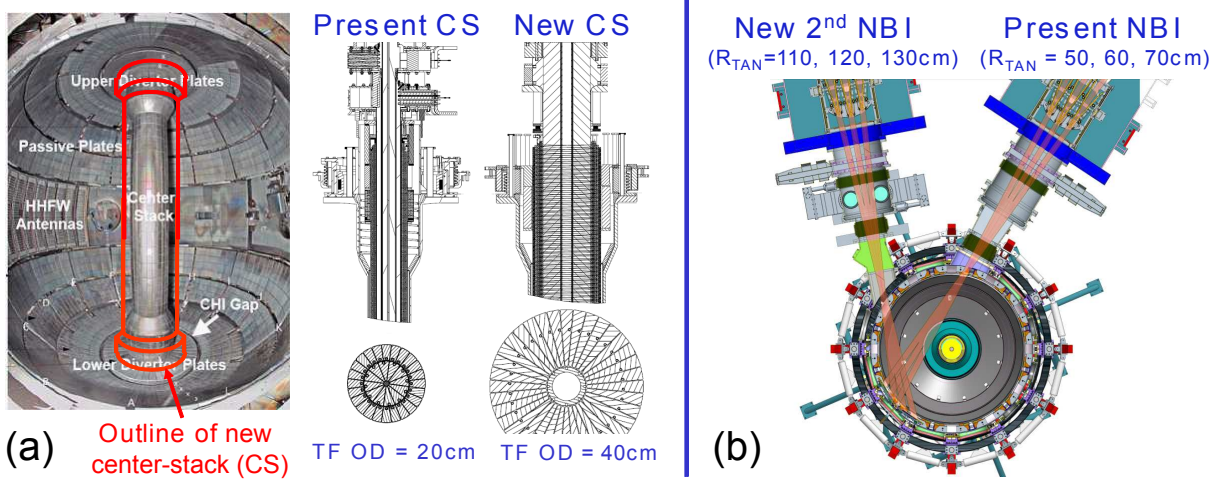 Upper Diverter Plates
Passive Plates
HHFW
Antennas
Center
Stack
CHI Gap
Lower Diverter Plates
(a)
Outline of new
center-stack (CS)
Present CS
New CS
TF OD = 20cm
TF OD = 40cm
New 2nd NBI
(RTAN=110, 120, 130cm)
Present NBI
(RTAN = 50, 60, 70cm)
(b)